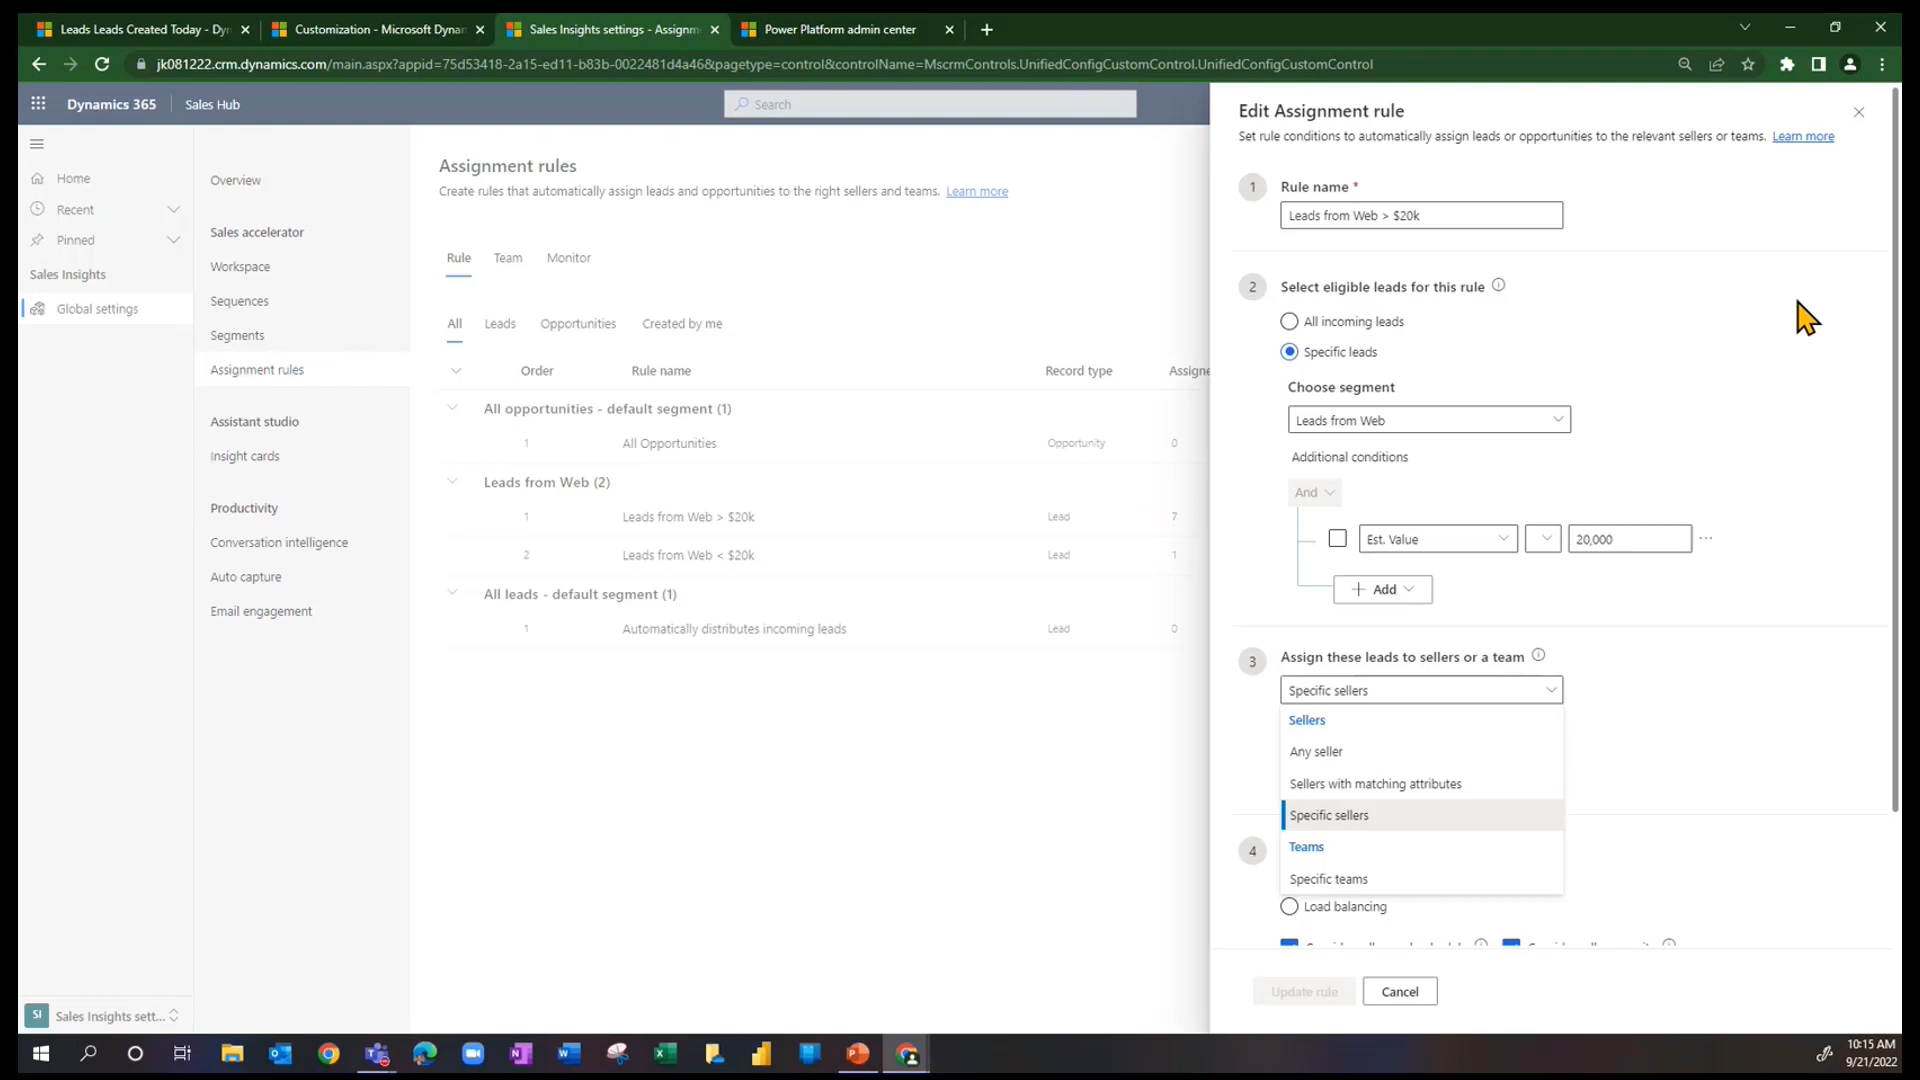 Leads Leads Created Today - Dyn
Customization - Microsoft Dynam
Sales Insights settings - Assignm
Power Platform admin center
jk081222.crm.dynamics.com/main.aspx?appid=75d53418-2a15-ed11-b83b-0022481d4a46&pagetype=control&controlName=MscrmControls.UnifiedConfigCustomControl.UnifiedConfigCustomControl
Dynamics 365
Sales Hub
Search
Home
Recent
Pinned
Sales Insights
Global settings
SI
Sales Insights sett...
Overview
Sales accelerator
Workspace
Sequences
Segments
Assignment rules
Assistant studio
Insight cards
Productivity
Conversation intelligence
Auto capture
Email engagement
Assignment rules
Create rules that automatically assign leads and opportunities to the right sellers and teams. Learn more
Rule Team Monitor
All Leads Opportunities Created by me
Order Rule name Record type Assigne
All opportunities - default segment (1)
1 All Opportunities Opportunity 0
Leads from Web (2)
1 Leads from Web > $20k Lead 7
2 Leads from Web < $20k Lead 1
All leads - default segment (1)
1 Automatically distributes incoming leads Lead 0
Edit Assignment rule
Set rule conditions to automatically assign leads or opportunities to the relevant sellers or teams. Learn more
1 Rule name *
Leads from Web > $20k
2 Select eligible leads for this rule
All incoming leads
Specific leads
Choose segment
Leads from Web
Additional conditions
And
Est. Value 20,000 ...
+ Add
3 Assign these leads to sellers or a team
Specific sellers
Sellers
Any seller
Sellers with matching attributes
Specific sellers
Teams
4
Specific teams
Load balancing
Update rule Cancel
10:15 AM
9/21/2022